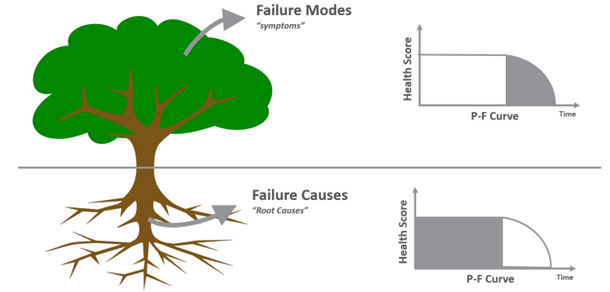 Failure Modes
“symptoms”
Health Score
P-F Curve
Time
Failure Causes
“Root Causes”
Health Score
P-F Curve
Time